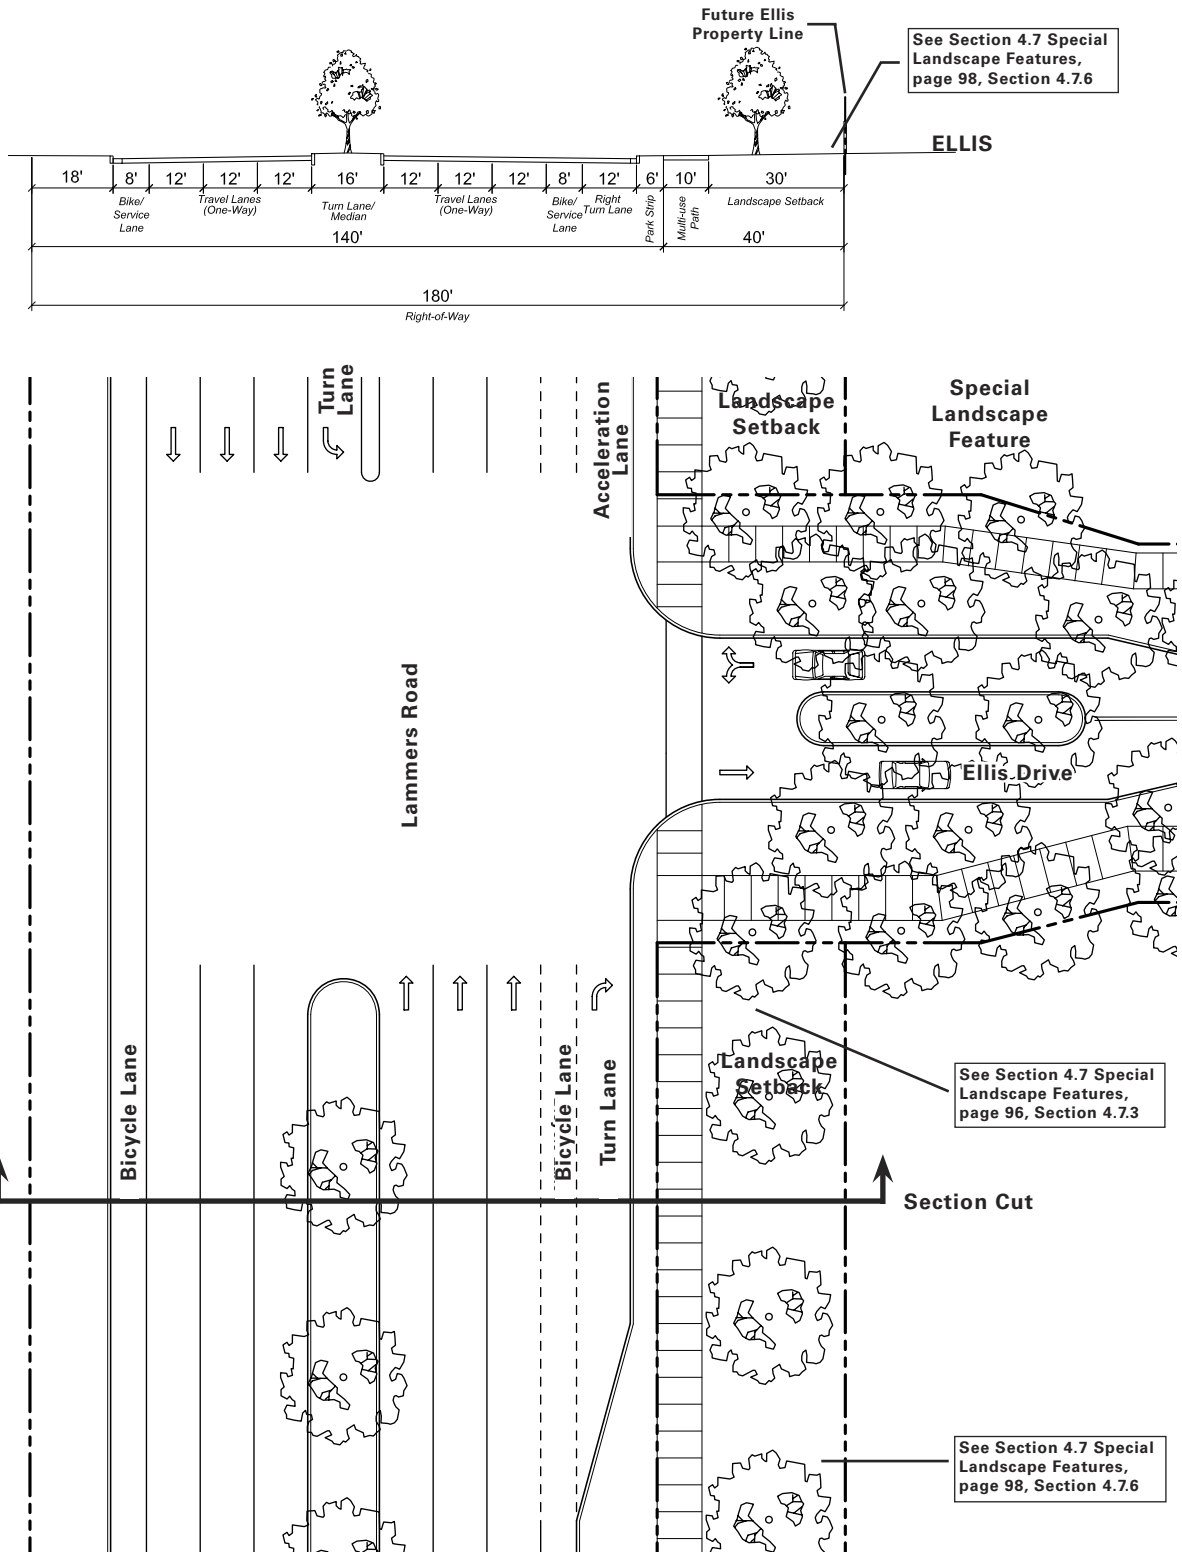 Future Ellis
Property Line
See Section 4.7 Special
Landscape Features,
page 98, Section 4.7.6
ELLIS
18' 8' 12' 12' 12' 16' 12' 12' 12' 8' 12' 6' 10' 30'
Bike/
Service
Lane
Travel Lanes
(One-Way)
Turn Lane/
Median
Travel Lanes
(One-Way)
Bike/
Service
Lane
Right
Turn Lane
Park Strip
Multi-use
Path
Landscape Setback
140' 40'
180'
Right-of-Way
Turn
Lane
Acceleration
Lane
Landscape
Setback
Special
Landscape
Feature
Lammers Road
Ellis Drive
Bicycle Lane
Bicycle Lane
Turn Lane
Landscape
Setback
See Section 4.7 Special
Landscape Features,
page 96, Section 4.7.3
Section Cut
See Section 4.7 Special
Landscape Features,
page 98, Section 4.7.6